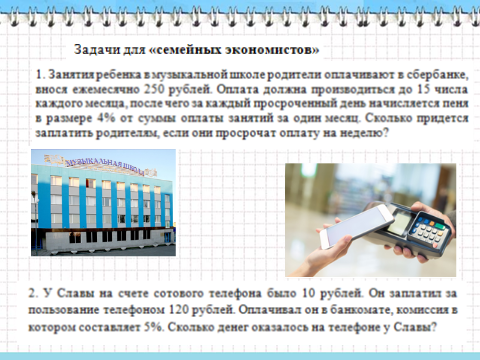 Задачи для «семейных экономистов»
1. Занятия ребенка в музыкальной школе родители оплачивают в сбербанке,
внося ежемесячно 250 рублей. Оплата должна производиться до 15 числа
каждого месяца, после чего за каждый просроченный день начисляется пеня
в размере 4% от суммы оплаты занятий за один месяц. Сколько придется
заплатить родителям, если они просрочат оплату на неделю?
МУЗЫКАЛЬНАЯ ШКОЛА
2. У Славы на счете сотового телефона было 10 рублей. Он заплатил за
пользование телефоном 120 рублей. Оплачивал он в банкомате, комиссия в
котором составляет 5%. Сколько денег оказалось на телефоне у Славы?